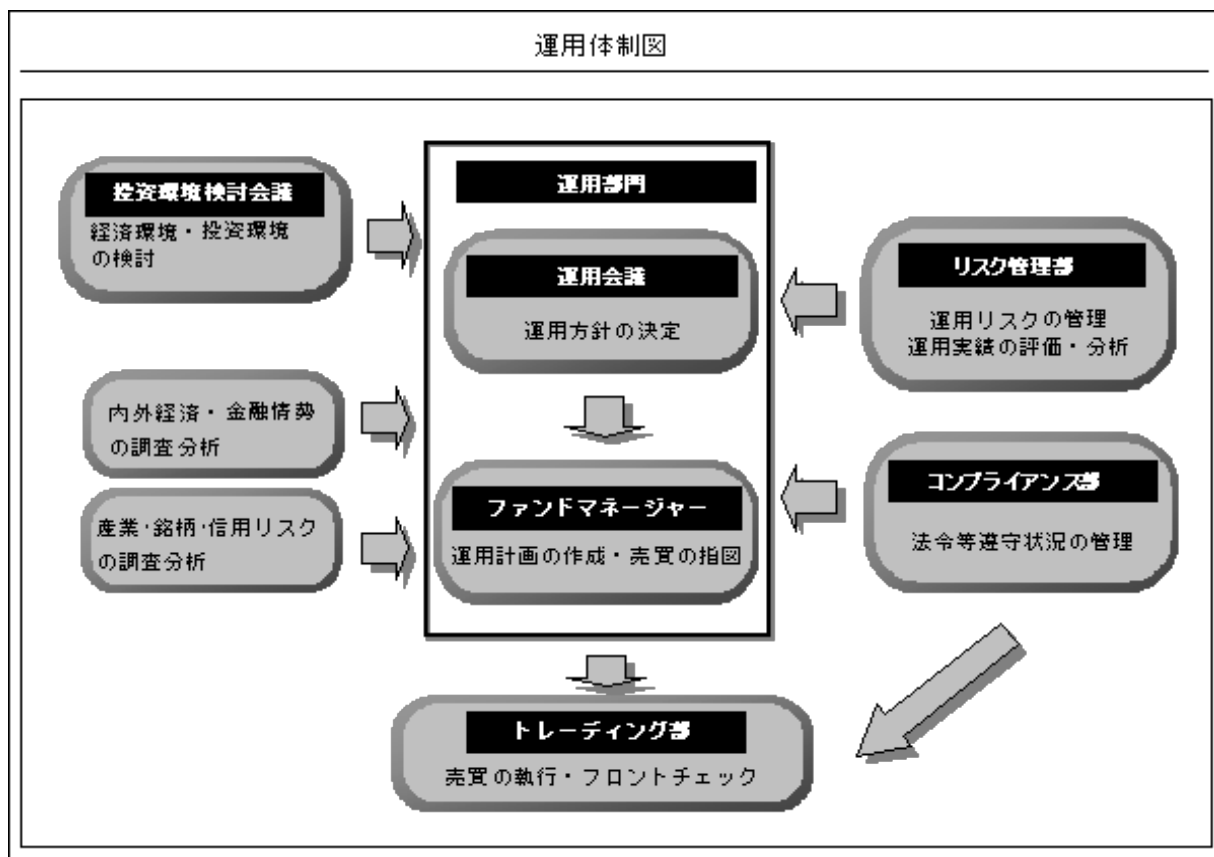 運用体制図
投資環境検討会議
経済環境・投資環境
の検討
内外経済・金融情勢
の調査分析
産業・銘柄・信用リスク
の調査分析
運用部門
運用会議
運用方針の決定
ファンドマネージャー
運用計画の作成・売買の指図
リスク管理部
運用リスクの管理
運用実績の評価・分析
コンプライアンス部
法令等遵守状況の管理
トレーディング部
売買の執行・フロントチェック